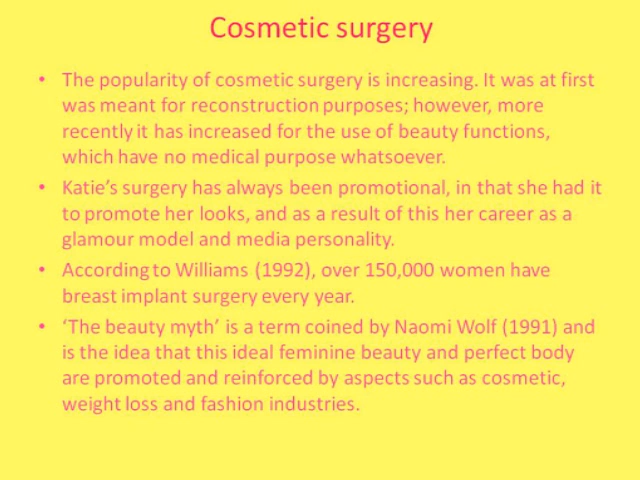 Cosmetic surgery
• The popularity of cosmetic surgery is increasing. It was at first
was meant for reconstruction purposes; however, more
recently it has increased for the use of beauty functions,
which have no medical purpose whatsoever.
• Katie’s surgery has always been promotional, in that she had it
to promote her looks, and as a result of this her career as a
glamour model and media personality.
• According to Williams (1992), over 150,000 women have
breast implant surgery every year.
• ‘The beauty myth’ is a term coined by Naomi Wolf (1991) and
is the idea that this ideal feminine beauty and perfect body
are promoted and reinforced by aspects such as cosmetic,
weight loss and fashion industries.